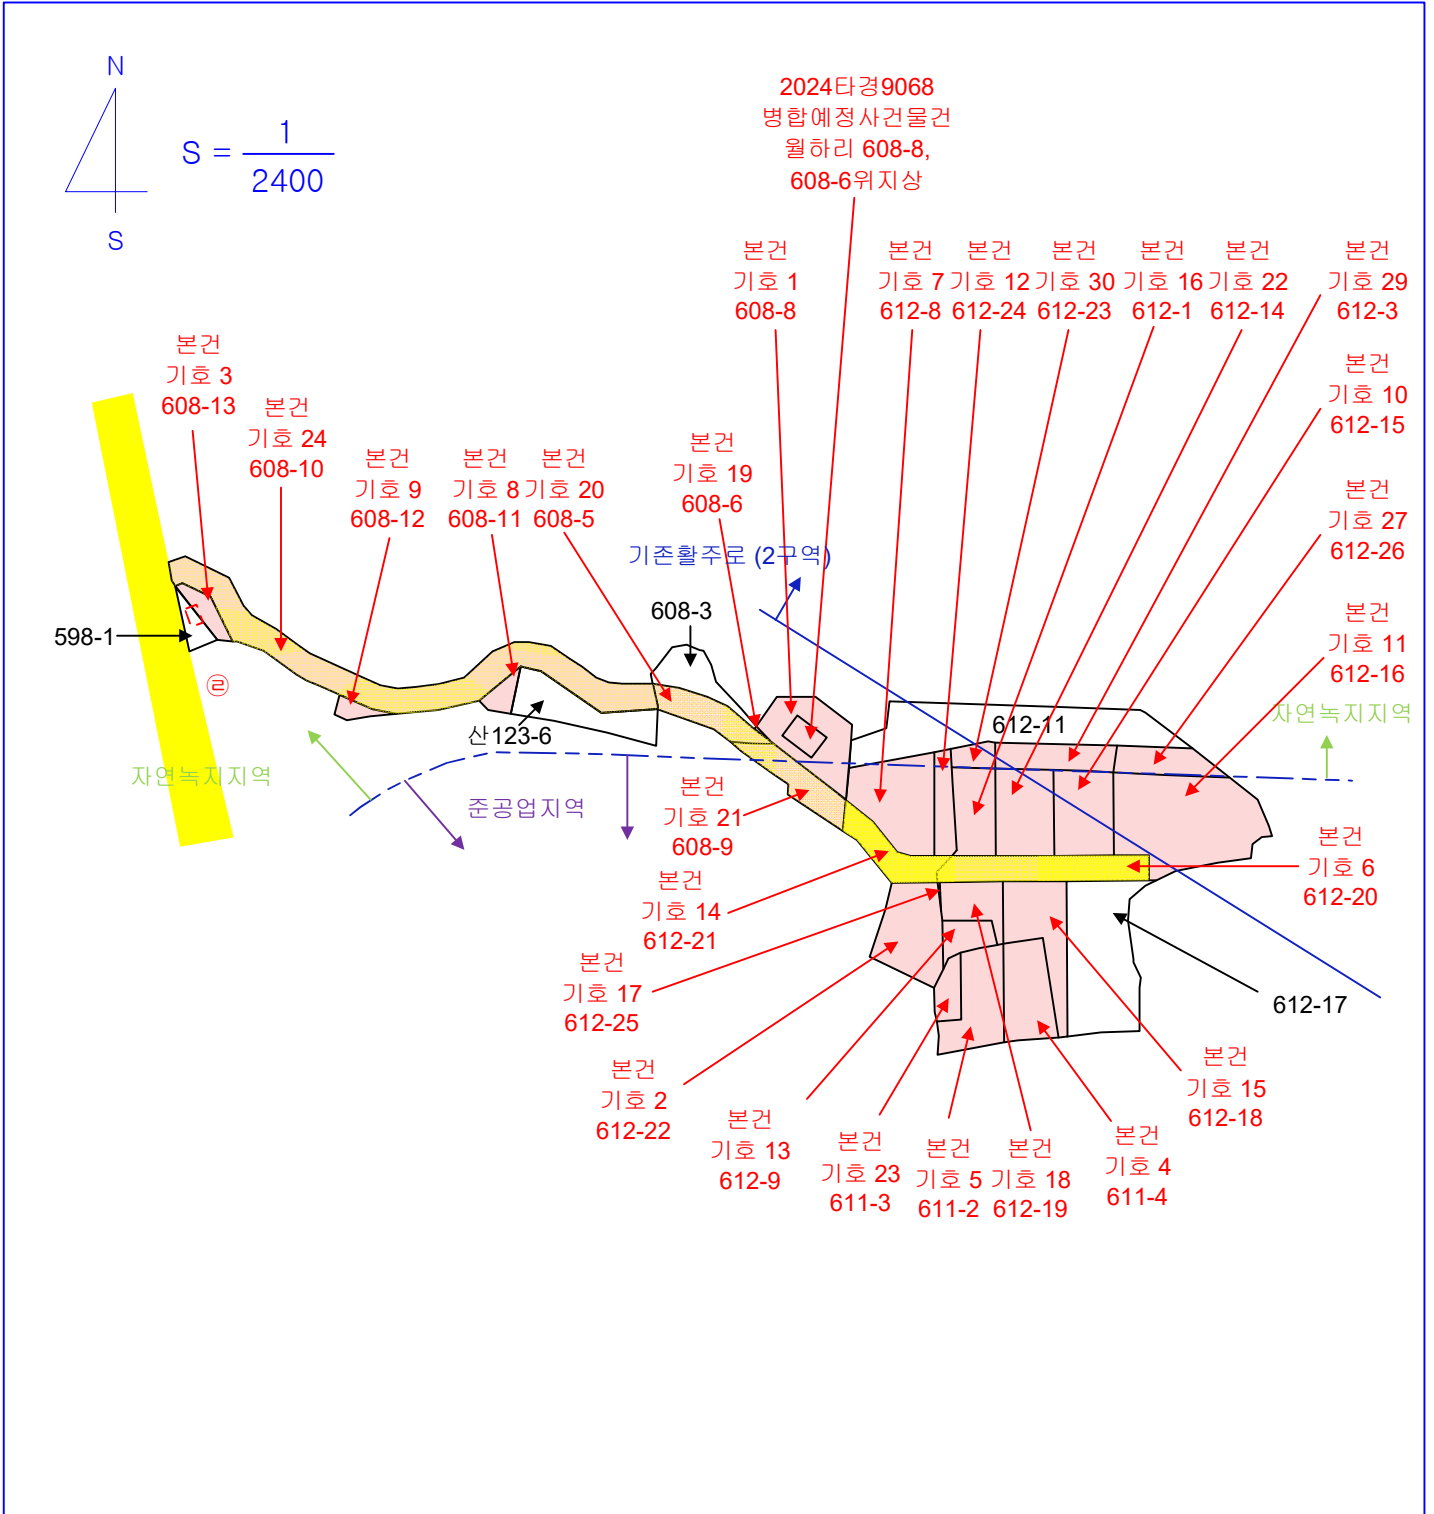 N
S = 1
2400
S
2024타경9068
병합예정사건물건
월하리 608-8,
608-6위지상
본건
기호 1
608-8
본건
기호 7
612-8
본건
기호 12
612-24
본건
기호 30
612-23
본건
기호 16
612-1
본건
기호 22
612-14
본건
기호 29
612-3
본건
기호 3
608-13
본건
기호 24
608-10
본건
기호 9
608-12
본건
기호 8
608-11
본건
기호 20
608-5
본건
기호 19
608-6
본건
기호 10
612-15
본건
기호 27
612-26
본건
기호 11
612-16
기존활주로 (2구역)
608-3
598-1
ㄷ
㉣
산123-6
612-11
자연녹지지역
자연녹지지역
준공업지역
본건
기호 21
608-9
본건
기호 14
612-21
본건
기호 6
612-20
본건
기호 17
612-25
612-17
본건
기호 2
612-22
본건
기호 13
612-9
본건
기호 23
611-3
본건
기호 5
611-2
본건
기호 18
612-19
본건
기호 4
611-4
본건
기호 15
612-18